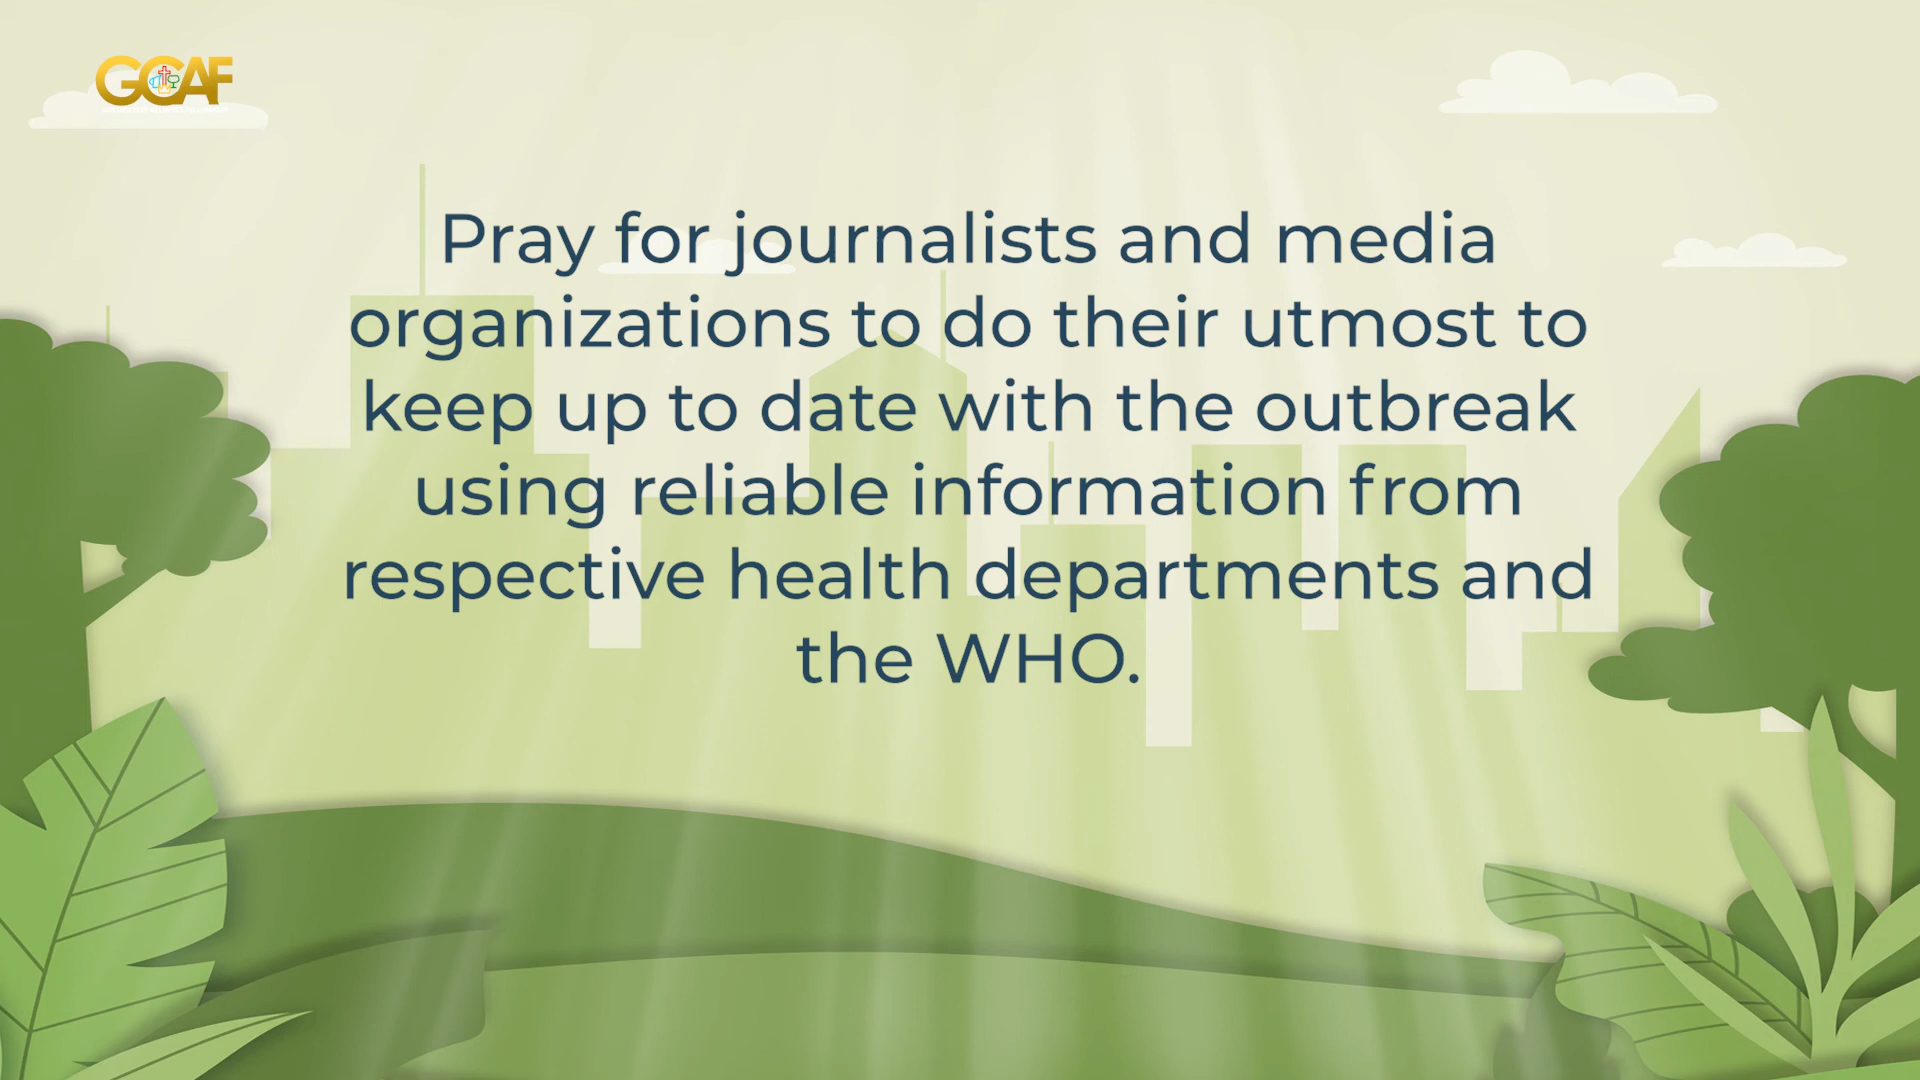 GCAF
Pray for journalists and media
organizations to do their utmost to
keep up to date with the outbreak
using reliable information from
respective health departments and
the WHO.